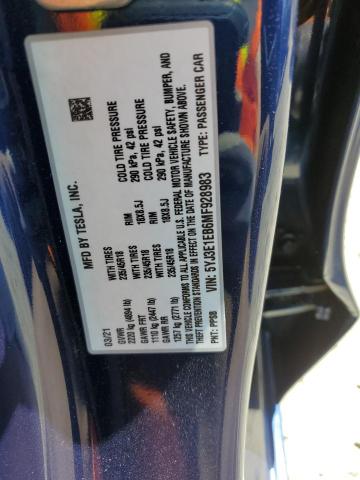 MFD BY TESLA, INC.
03/21
GVWR
2220 kg (4894 lb)
GAWR FRT
1110 kg (2447 lb)
GAWR RR
1257 kg (2771 lb)
WITH TIRES
235/45R18
WITH TIRES
235/45R18
RIM
18X8.5J
RIM
18X8.5J
COLD TIRE PRESSURE
290 kPa, 42 psi
COLD TIRE PRESSURE
290 kPa, 42 psi
THIS VEHICLE CONFORMS TO ALL APPLICABLE U.S. FEDERAL MOTOR VEHICLE SAFETY, BUMPER, AND
THEFT PREVENTION STANDARDS IN EFFECT ON THE DATE OF MANUFACTURE SHOWN ABOVE.
VIN: 5YJ3E1EB6MF928983
TYPE: PASSENGER CAR
PNT: PPSB